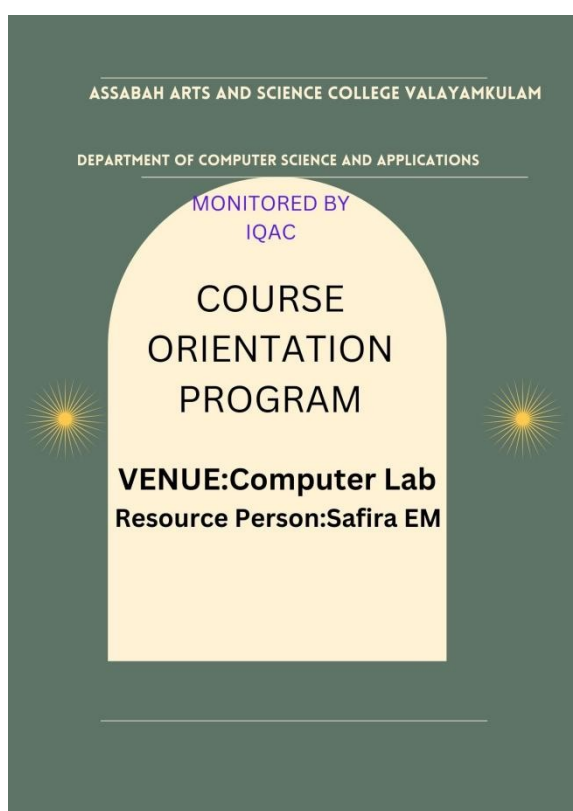 ASSABAH ARTS AND SCIENCE COLLEGE VALAYAMKULAM
DEPARTMENT OF COMPUTER SCIENCE AND APPLICATIONS
MONITORED BY
IQAC
COURSE
ORIENTATION
PROGRAM
VENUE:Computer Lab
Resource Person:Safira EM